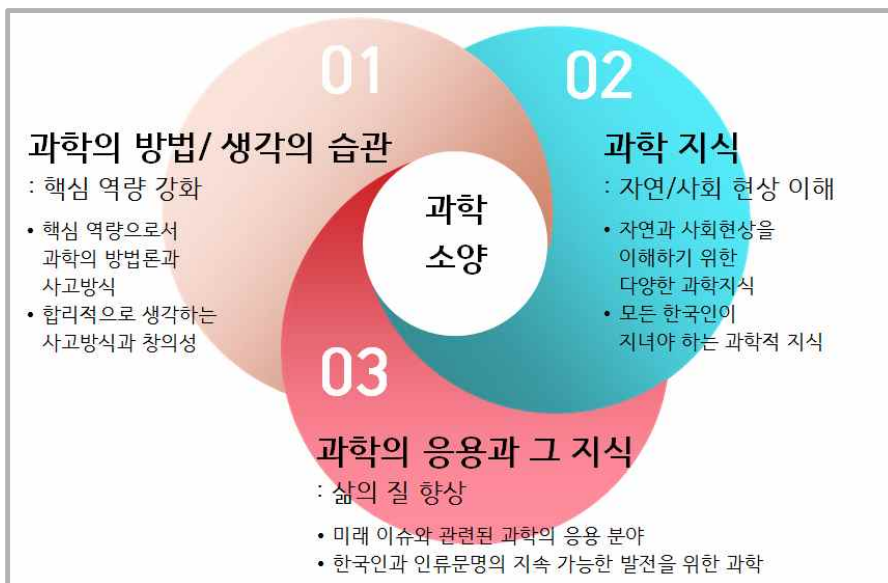 01
과학의 방법/ 생각의 습관
: 핵심 역량 강화
• 핵심 역량으로서
과학의 방법론과
사고방식
• 합리적으로 생각하는
사고방식과 창의성
02
과학 지식
: 자연/사회 현상 이해
• 자연과 사회현상을
이해하기 위한
다양한 과학지식
• 모든 한국인이
지녀야 하는 과학적 지식
과학
소양
03
과학의 응용과 그 지식
: 삶의 질 향상
• 미래 이슈와 관련된 과학의 응용 분야
• 한국인과 인류문명의 지속 가능한 발전을 위한 과학